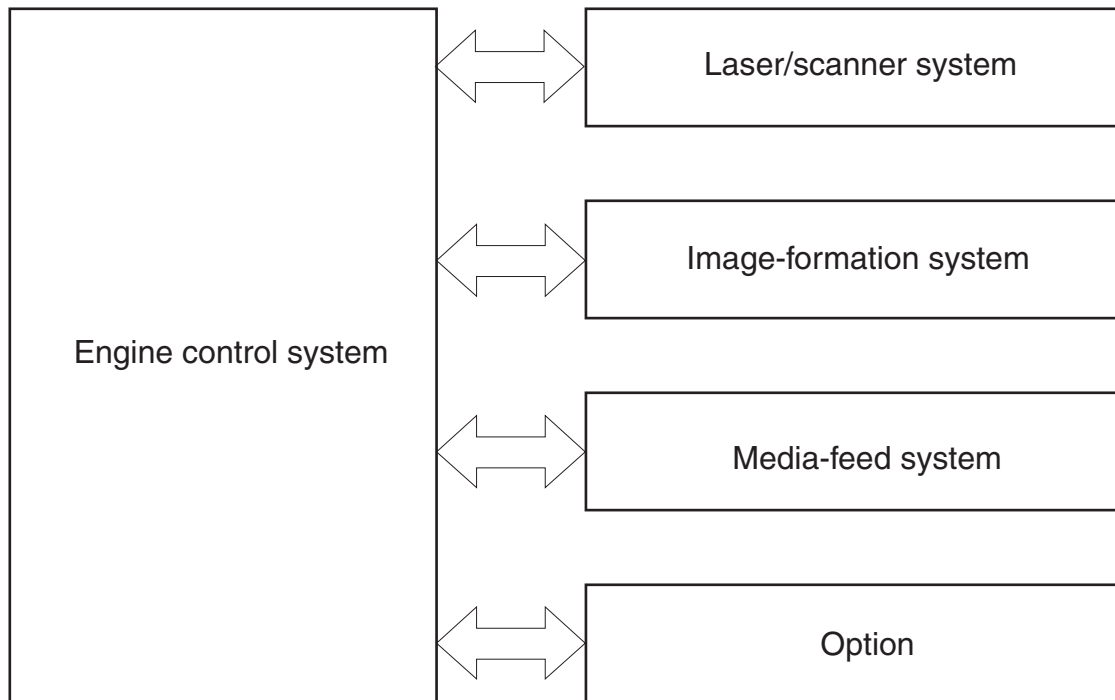 Laser/scanner system
Image-formation system
Engine control system
Media-feed system
Option